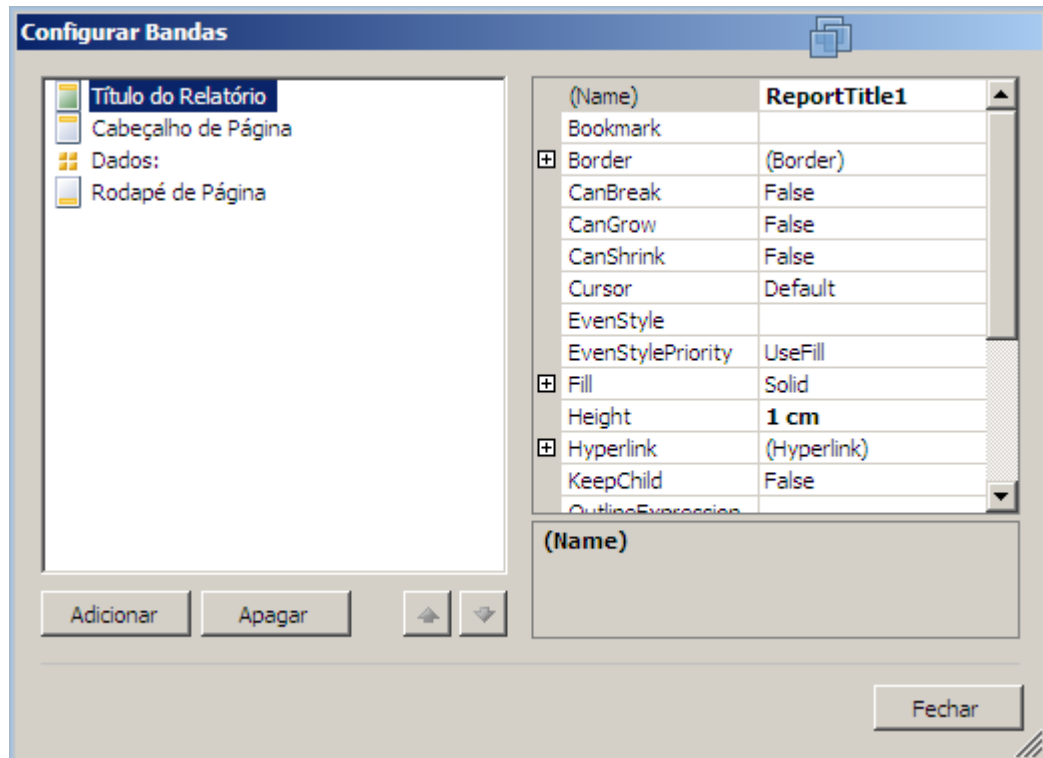 Configurar Bandas
Título do Relatório
Cabeçalho de Página
Dados:
Rodapé de Página
Adicionar
Apagar
(Name) ReportTitle1
Bookmark
Border (Border)
CanBreak False
CanGrow False
CanShrink False
Cursor Default
EvenStyle
EvenStylePriority UseFill
Fill Solid
Height 1 cm
Hyperlink (Hyperlink)
KeepChild False
OutlineExpression
(Name)
Fechar